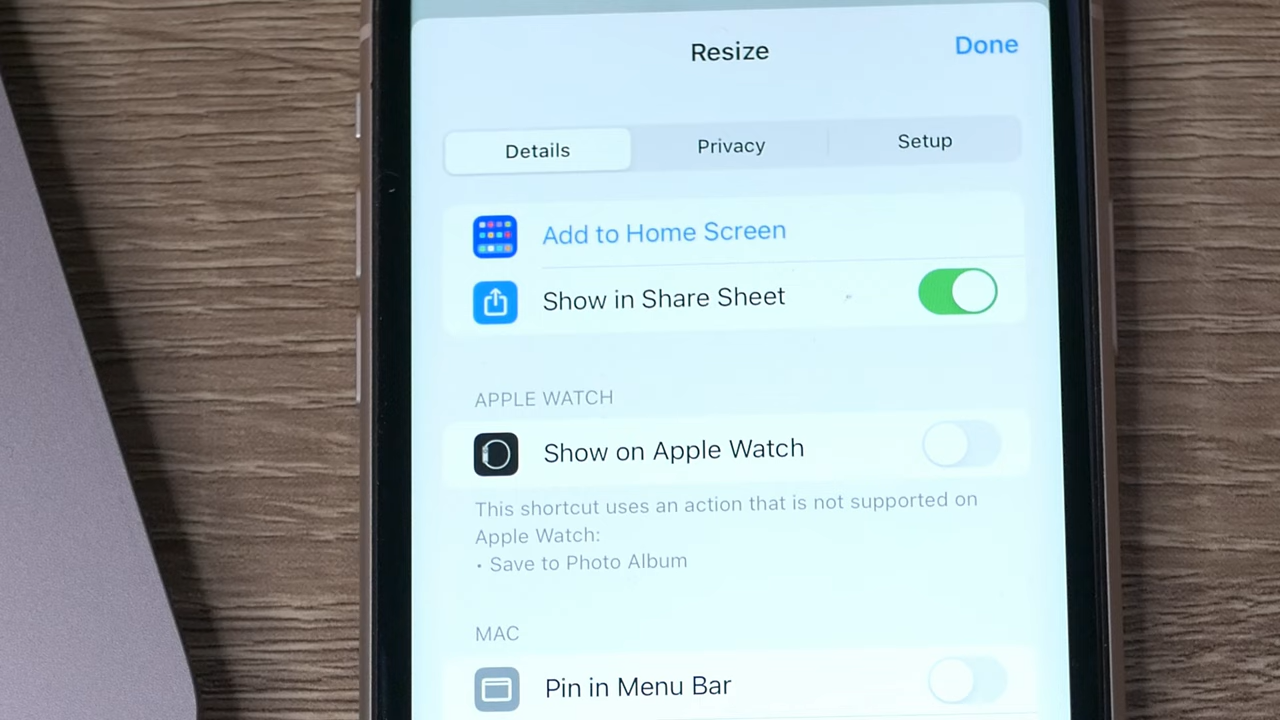 Resize
Done
Details
Privacy
Setup
Add to Home Screen
Show in Share Sheet
APPLE WATCH
Show on Apple Watch
This shortcut uses an action that is not supported on
Apple Watch:
• Save to Photo Album
MAC
Pin in Menu Bar